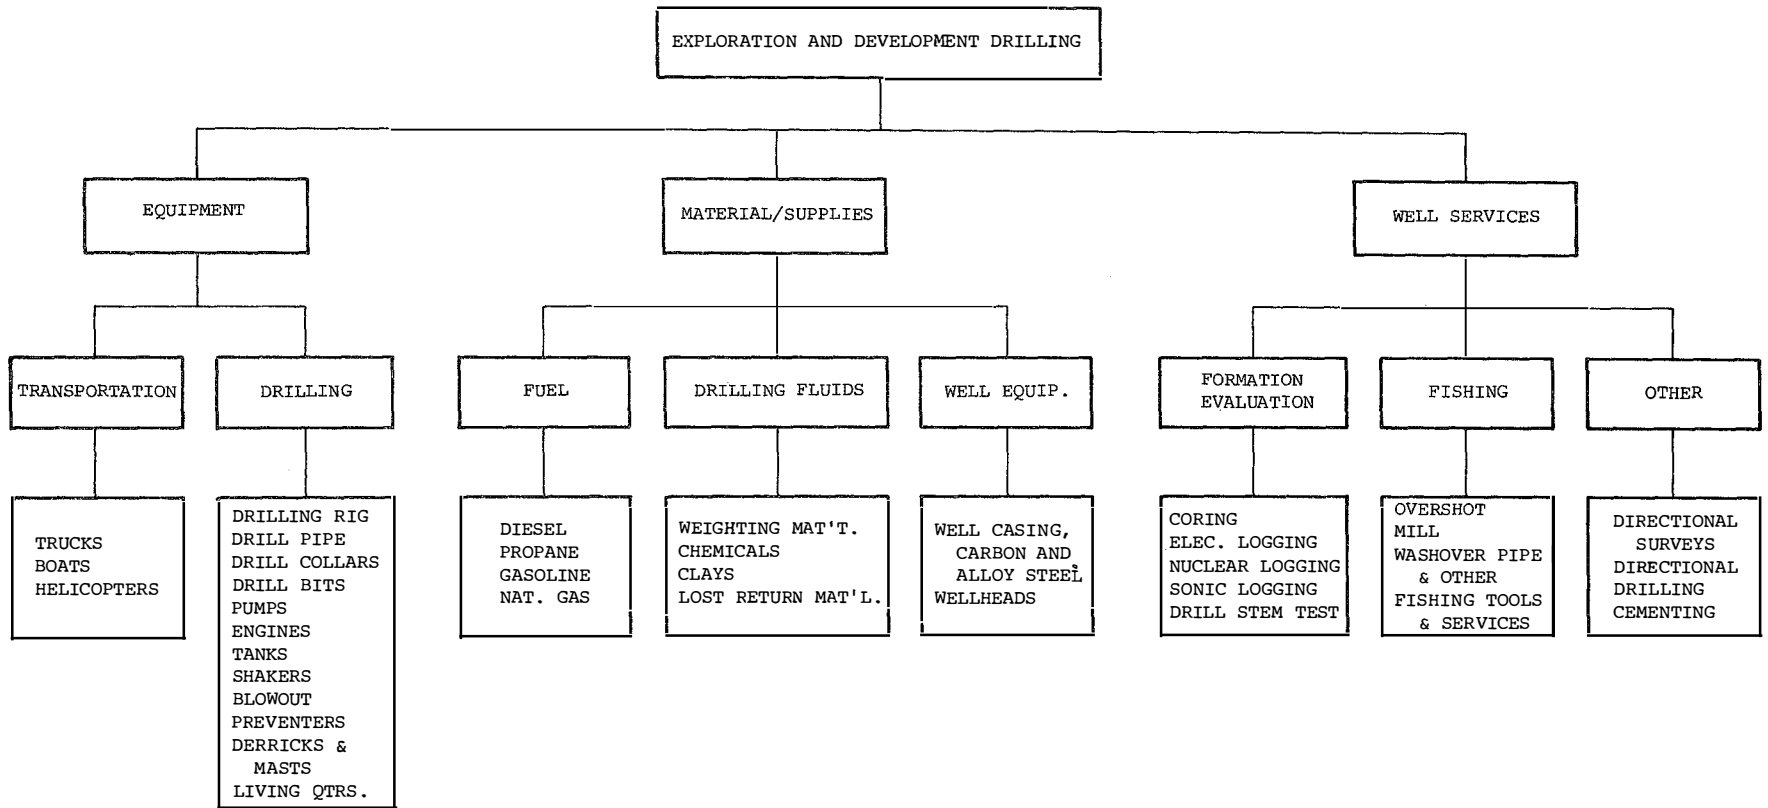 EXPLORATION AND DEVELOPMENT DRILLING
EQUIPMENT
MATERIAL/SUPPLIES
WELL SERVICES
TRANSPORTATION
DRILLING
FUEL
DRILLING FLUIDS
WELL EQUIP.
FORMATION
EVALUATION
FISHING
OTHER
TRUCKS
BOATS
HELICOPTERS
DRILLING RIG
DRILL PIPE
DRILL COLLARS
DRILL BITS
PUMPS
ENGINES
TANKS
SHAKERS
BLOWOUT
PREVENTERS
DERRICKS &
MASTS
LIVING QTRS.
DIESEL
PROPANE
GASOLINE
NAT. GAS
WEIGHTING MAT'T.
CHEMICALS
CLAYS
LOST RETURN MAT'L.
WELL CASING,
CARBON AND
ALLOY STEEL
WELLHEADS
CORING
ELEC. LOGGING
NUCLEAR LOGGING
SONIC LOGGING
DRILL STEM TEST
OVERSHOT
MILL
WASHOVER PIPE
& OTHER
FISHING TOOLS
& SERVICES
DIRECTIONAL
SURVEYS
DIRECTIONAL
DRILLING
CEMENTING